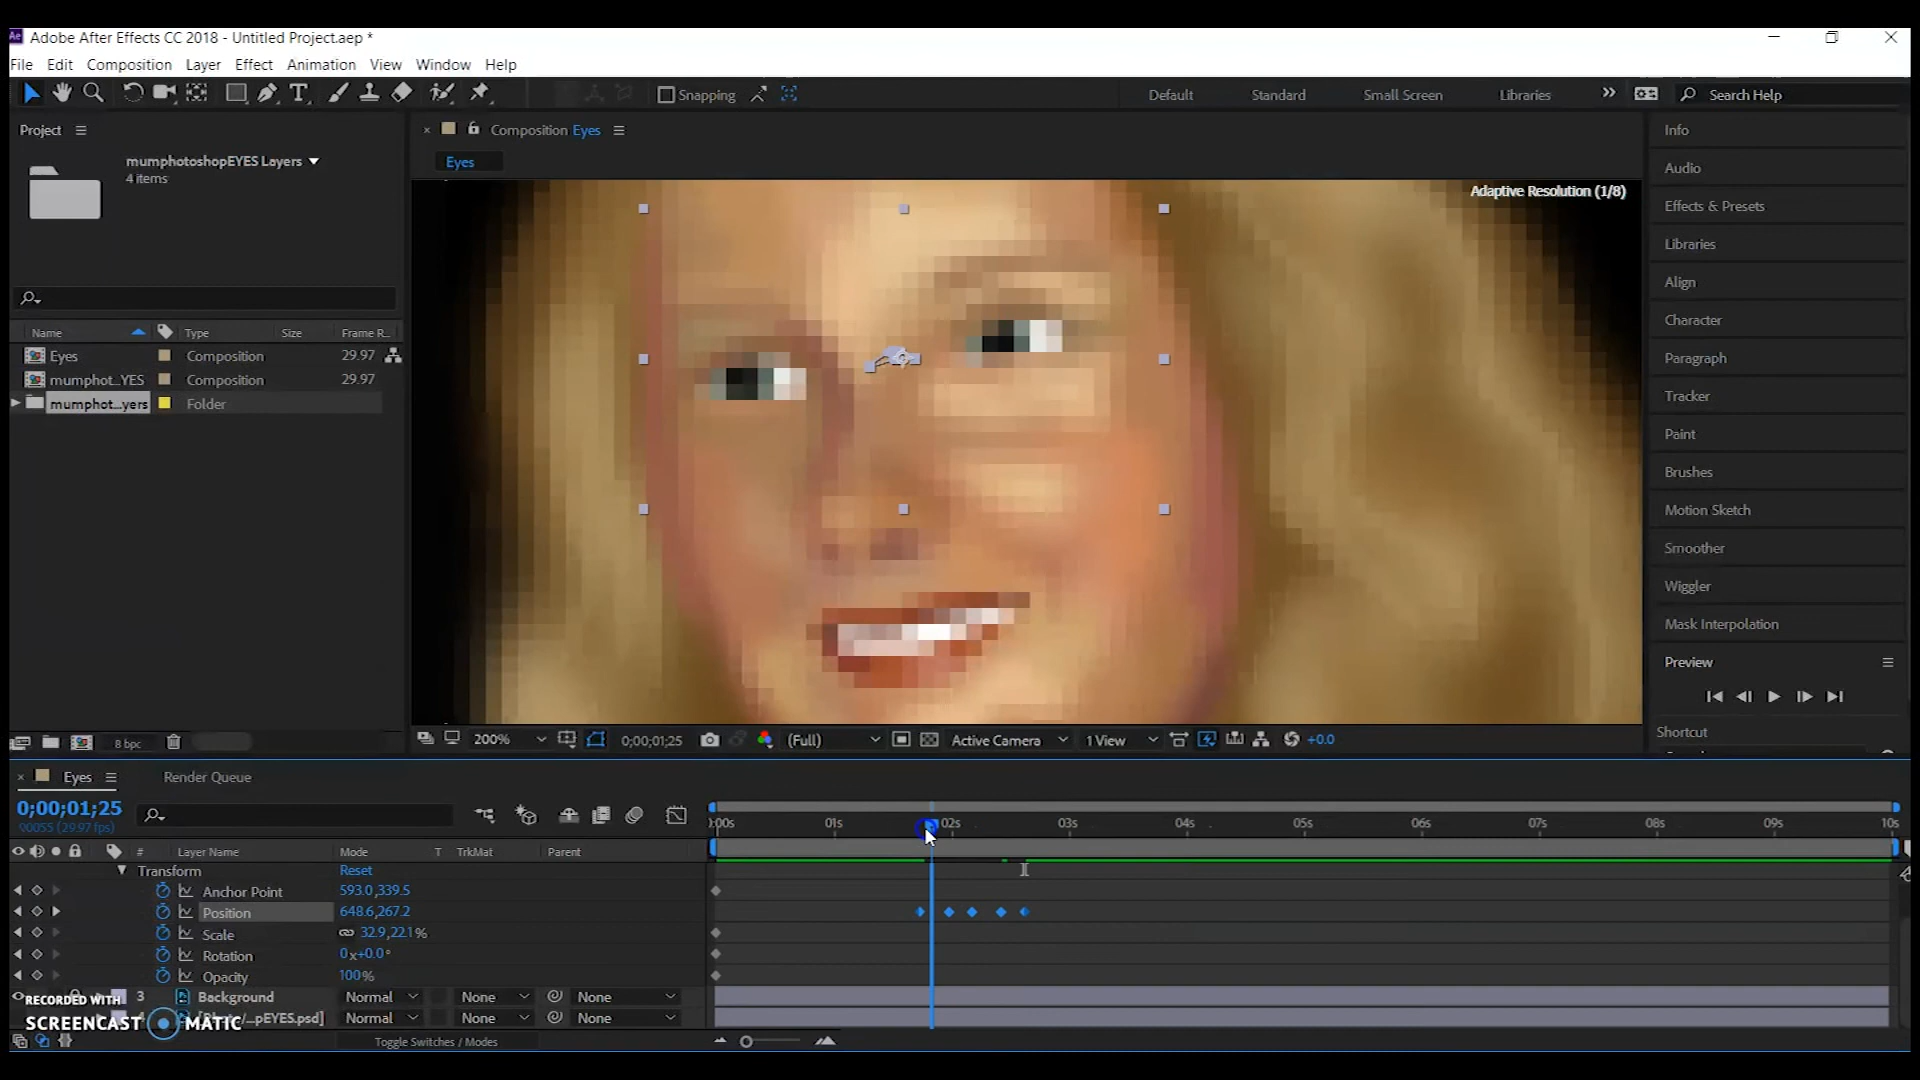 Ae Adobe After Effects CC 2018 - Untitled Project.aep *
File Edit Composition Layer Effect Animation View Window Help
T Snapping Default Standard Small Screen Libraries Search Help
Project
mumphotoshopEYES Layers
4 items
Name Type Size Frame R...
Eyes Composition 29.97
mumphot...YES Composition 29.97
mumphot...yers Folder
8 bpc
Composition Eyes
Eyes
Adaptive Resolution (1/8)
200% 0;00;01;25 (Full) Active Camera 1 View +0.0
Info
Audio
Effects & Presets
Libraries
Align
Character
Paragraph
Tracker
Paint
Brushes
Motion Sketch
Smoother
Wiggler
Mask Interpolation
Preview
Shortcut
Eyes Render Queue
0;00;01;25
00055 (29.97 fps)
# Layer Name Mode T TrkMat Parent
:00s 01s 02s 03s 04s 05s 06s 07s 08s 09s 10s
Transform Reset
Anchor Point 593.0,339.5
Position 648.6,267.2
Scale 32.9,22.1%
Rotation 0x+0.0°
Opacity 100%
3 Background Normal None None
pEYES.psd] Normal None None
Toggle Switches / Modes
RECORDED WITH
SCREENCAST MATIC